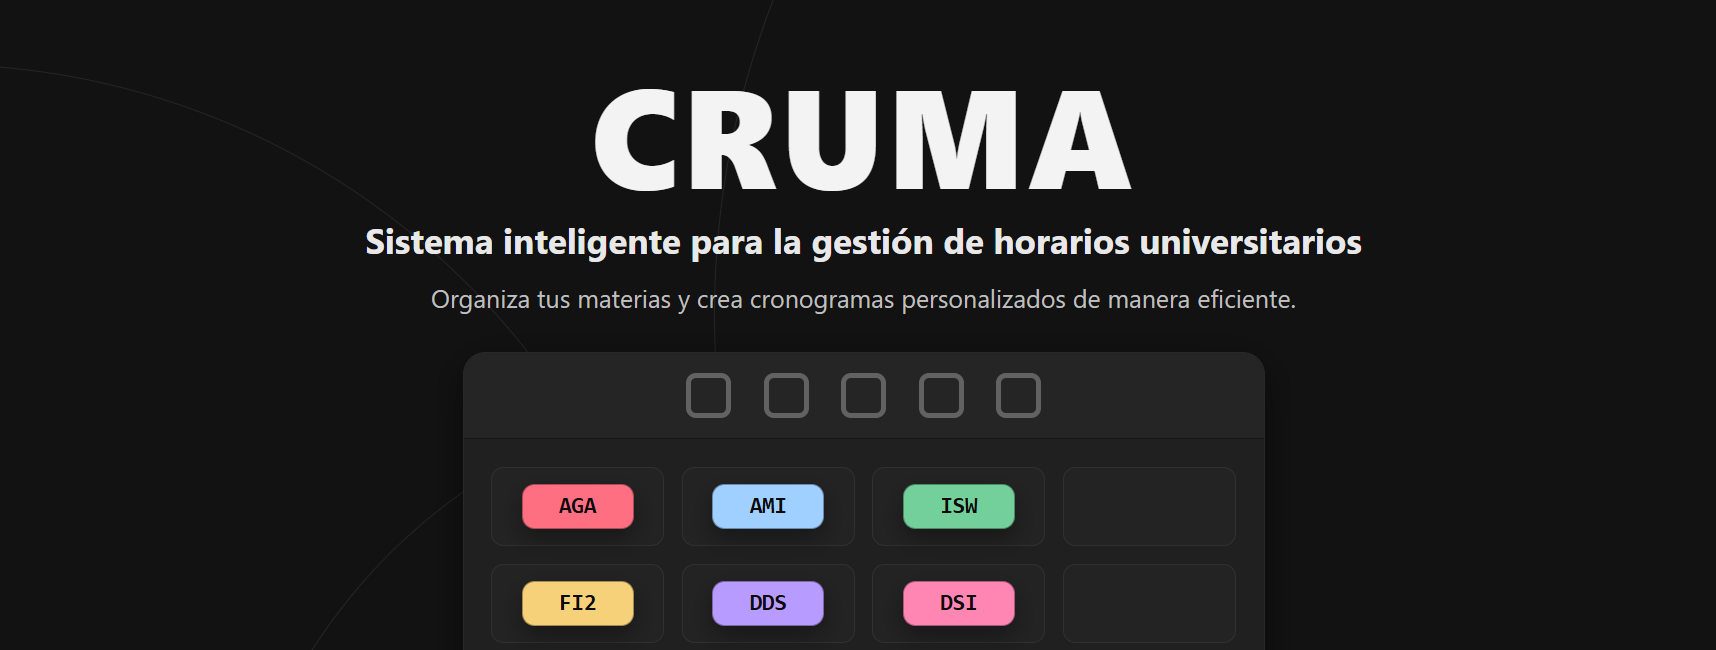 CRUMA
Sistema inteligente para la gestión de horarios universitarios
Organiza tus materias y crea cronogramas personalizados de manera eficiente.
AGA AMI ISW
FI2 DDS DSI